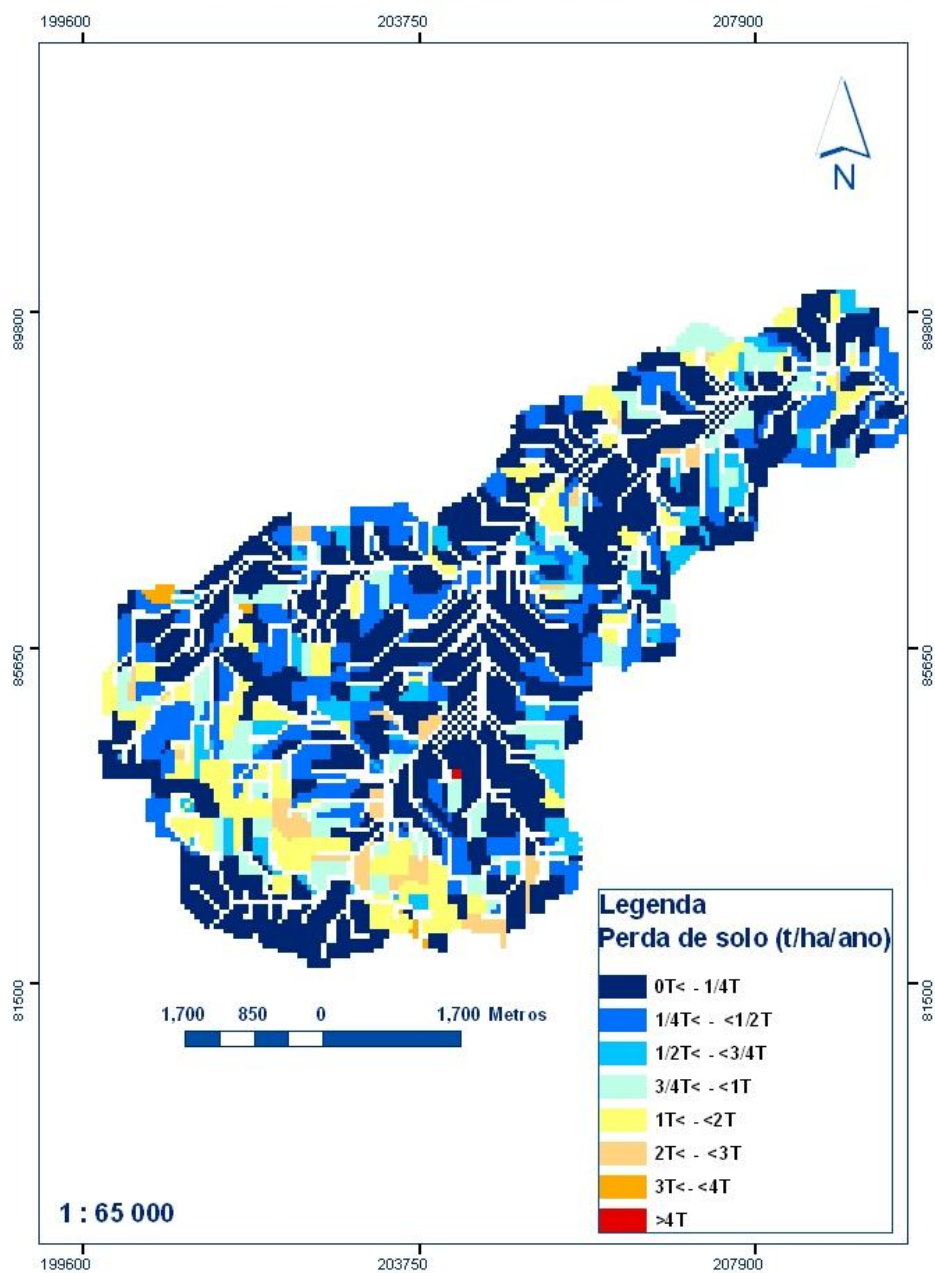 199600 203750 207900
N
89800 89800
85650 85650
Legenda
Perda de solo (t/ha/ano)
0T< - 1/4T
1/4T< - <1/2T
1/2T< - <3/4T
3/4T< - <1T
1T< - <2T
2T< - <3T
3T<- <4T
>4T
81500 81500
1,700 850 0 1,700 Metros
1 : 65 000
199600 203750 207900